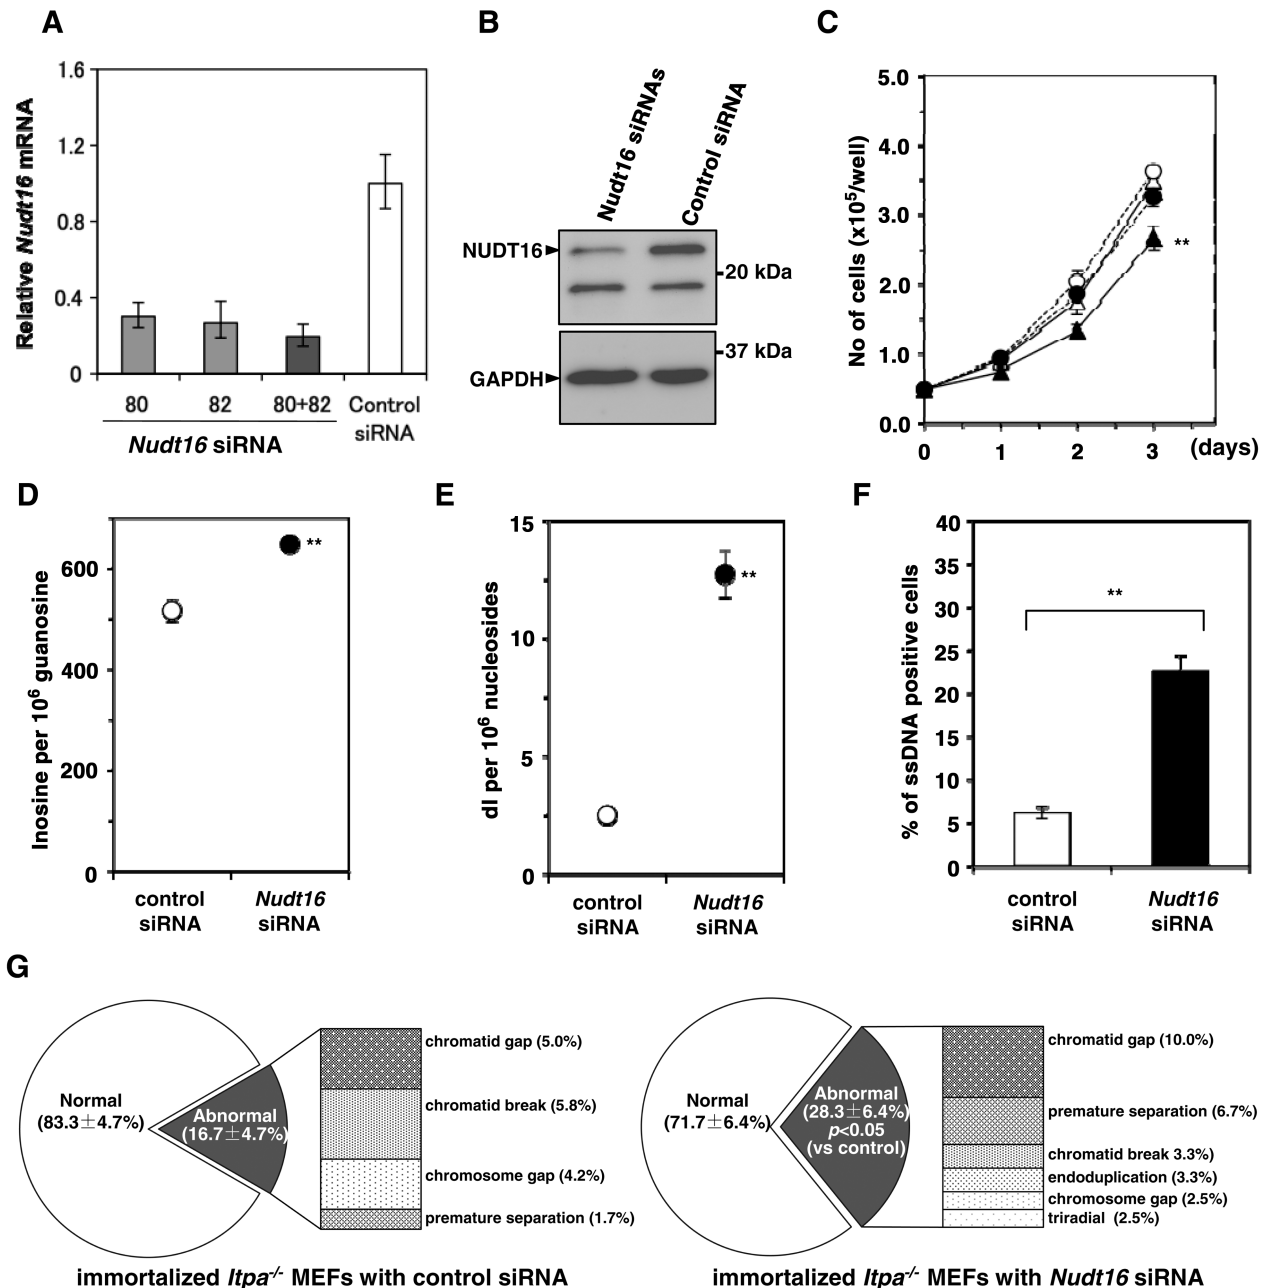 A
Relative Nudt16 mRNA
1.6
1.2
0.8
0.4
0
80
82
80+82
Control
siRNA
Nudt16 siRNA
B
Nudt16 siRNAs
Control siRNA
NUDT16
20 kDa
37 kDa
GAPDH
C
No of cells (x10⁵/well)
5.0
4.0
3.0
2.0
1.0
0.0
**
0
1
2
3
(days)
D
Inosine per 10⁶ guanosine
600
400
200
0
**
control
siRNA
Nudt16
siRNA
E
dI per 10⁶ nucleosides
15
10
5
0
**
control
siRNA
Nudt16
siRNA
F
% of ssDNA positive cells
40
35
30
25
20
15
10
5
0
**
control
siRNA
Nudt16
siRNA
G
Normal
(83.3±4.7%)
Abnormal
(16.7±4.7%)
chromatid gap (5.0%)
chromatid break (5.8%)
chromosome gap (4.2%)
premature separation (1.7%)
immortalized Itpa⁻/⁻ MEFs with control siRNA
Normal
(71.7±6.4%)
Abnormal
(28.3±6.4%)
p<0.05
(vs control)
chromatid gap (10.0%)
premature separation (6.7%)
chromatid break 3.3%)
endoduplication (3.3%)
chromosome gap (2.5%)
triradial (2.5%)
immortalized Itpa⁻/⁻ MEFs with Nudt16 siRNA